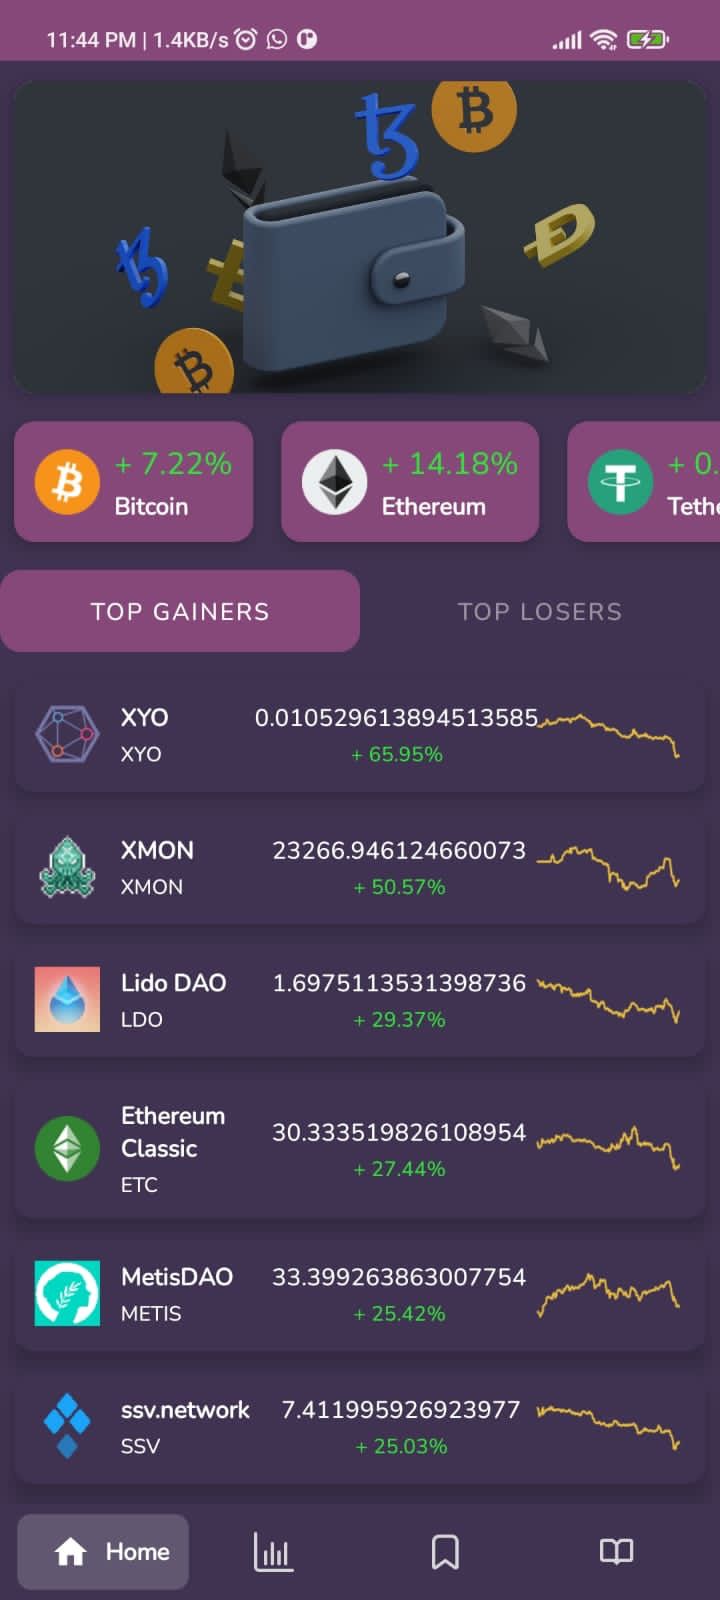 11:44 PM | 1.4KB/s
+ 7.22%
Bitcoin
+ 14.18%
Ethereum
+ 0.
Teth
TOP GAINERS
TOP LOSERS
XYO
0.010529613894513585
XYO
+ 65.95%
XMON
23266.946124660073
XMON
+ 50.57%
Lido DAO
1.6975113531398736
LDO
+ 29.37%
Ethereum
Classic
30.333519826108954
+ 27.44%
ETC
MetisDAO
33.399263863007754
METIS
+ 25.42%
ssv.network
7.411995926923977
SSV
+ 25.03%
Home